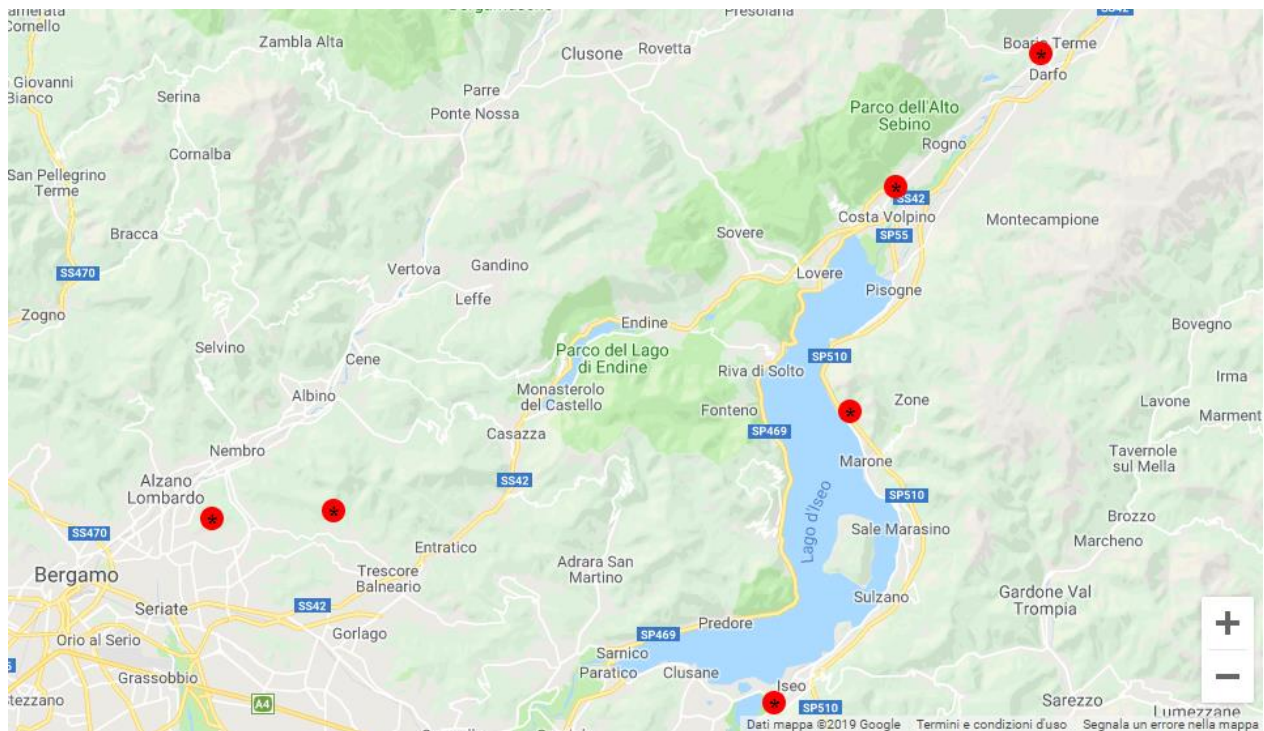 Cornello
Zambla Alta
Clusone
Rovetta
Presolana
SS42
Boario Terme
Darfo
Giovanni
Bianco
Serina
Parre
Ponte Nossa
Parco dell'Alto
Sebino
Rogno
Cornalba
San Pellegrino
Terme
SS42
Costa Volpino
Montecampione
SP55
Bracca
Sovere
SS470
Vertova
Gandino
Lovere
Leffe
Pisogne
Zogno
Endine
Bovegno
Selvino
Cene
Parco del Lago
di Endine
SP510
Riva di Solto
Irma
Albino
Monasterolo
del Castello
Fonteno
Zone
Lavone
Marment
Casazza
SP469
Nembro
Marone
Tavernole
sul Mella
Alzano
Lombardo
SS42
SP510
Lago d'Iseo
Brozzo
SS470
Sale Marasino
Marcheno
Entratico
Adrara San
Martino
Bergamo
Trescore
Balneario
Gardone Val
Trompia
Seriate
SS42
Sulzano
Predore
Orio al Serio
Gorlago
SP469
Sarnico
Paratico
Clusane
Grassobbio
Iseo
tezzano
A4
SP510
Sarezzo
Lumezzane
Dati mappa ©2019 Google
Termini e condizioni d'uso
Segnala un errore nella mappa